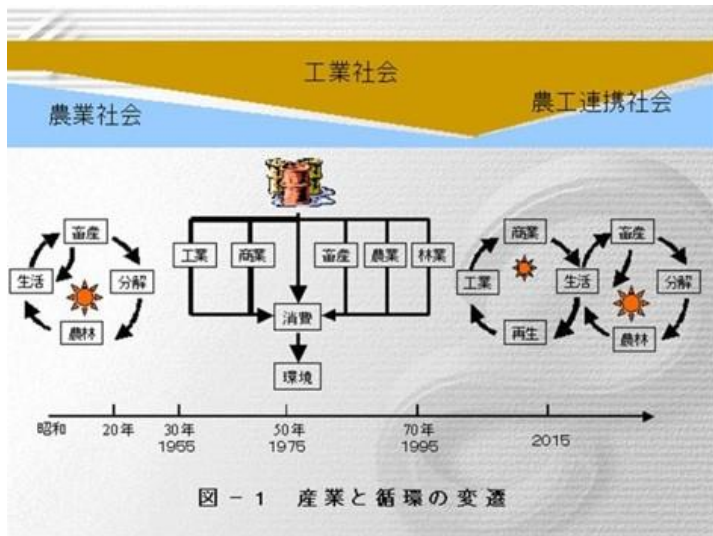 工業社会
農業社会
農工連携社会
畜産
生活
分解
農林
工業
商業
畜産
農業
林業
消費
環境
商業
工業
再生
生活
畜産
分解
農林
昭和
20年
30年
1955
50年
1975
70年
1995
2015
図－1 産業と循環の変遷